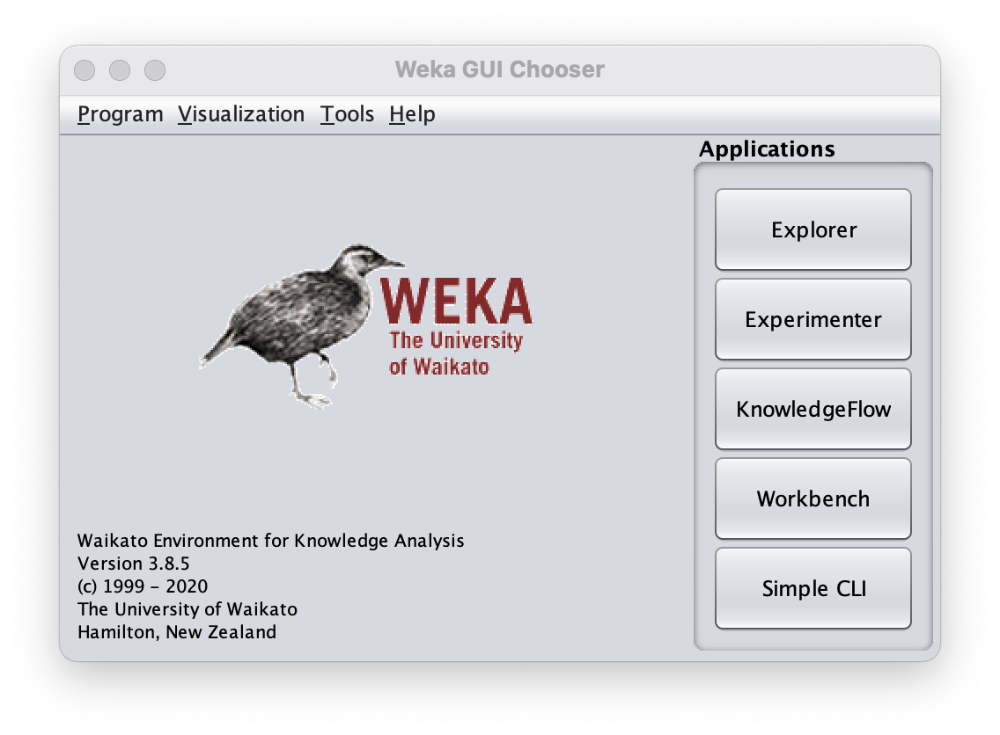 Weka GUI Chooser
Program Visualization Tools Help
Applications
Explorer
Experimenter
KnowledgeFlow
Workbench
Simple CLI
WEKA
The University
of Waikato
Waikato Environment for Knowledge Analysis
Version 3.8.5
(c) 1999 - 2020
The University of Waikato
Hamilton, New Zealand